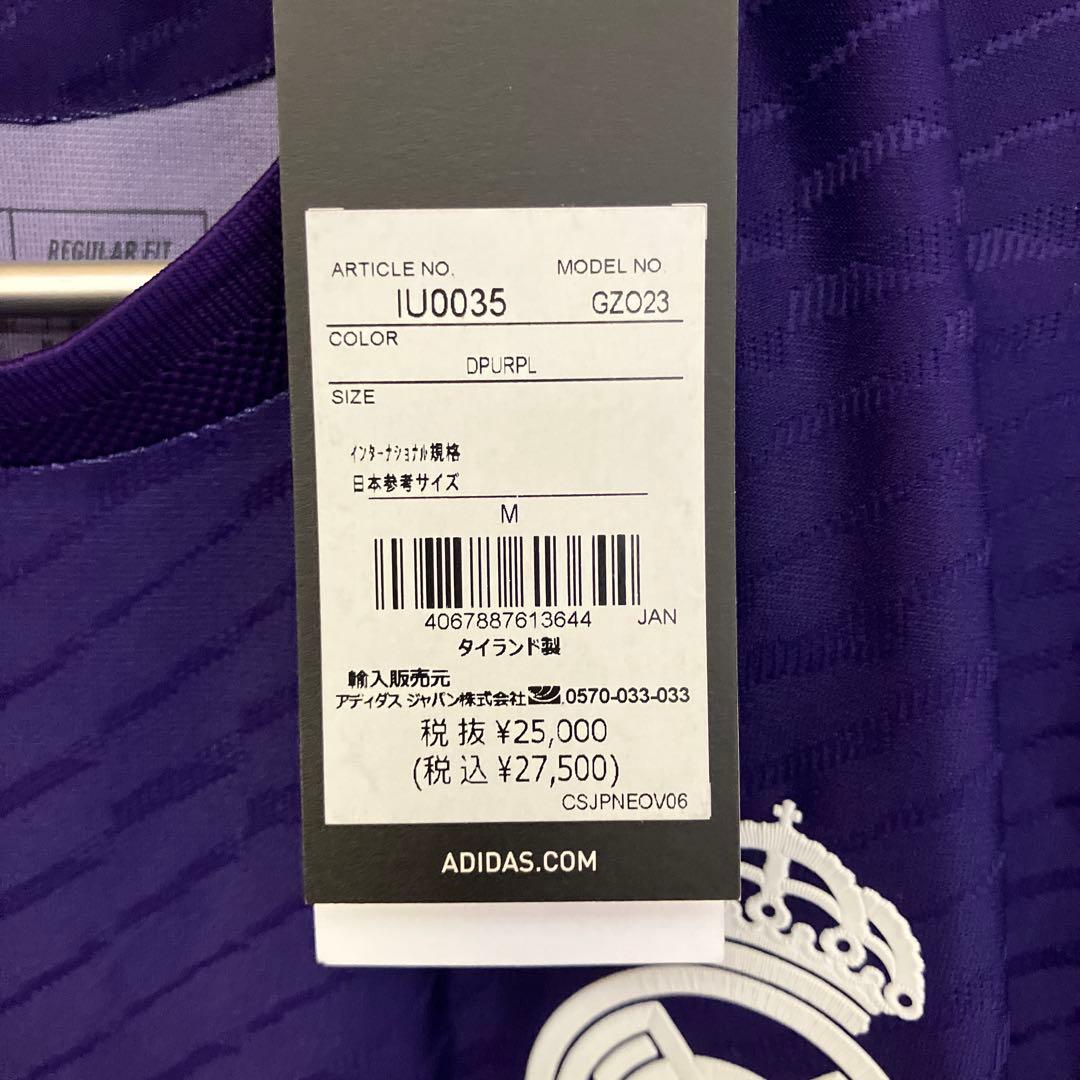 REGULAR FIT
ARTICLE NO. MODEL NO.
IU0035 GZO23
COLOR
DPURPL
SIZE
インターナショナル規格
日本参考サイズ
M
4067887613644 JAN
タイランド製
輸入販売元
アディダス ジャパン株式会社 0570-033-033
税抜 ¥25,000
(税込 ¥27,500)
CSJPNEOV06
ADIDAS.COM